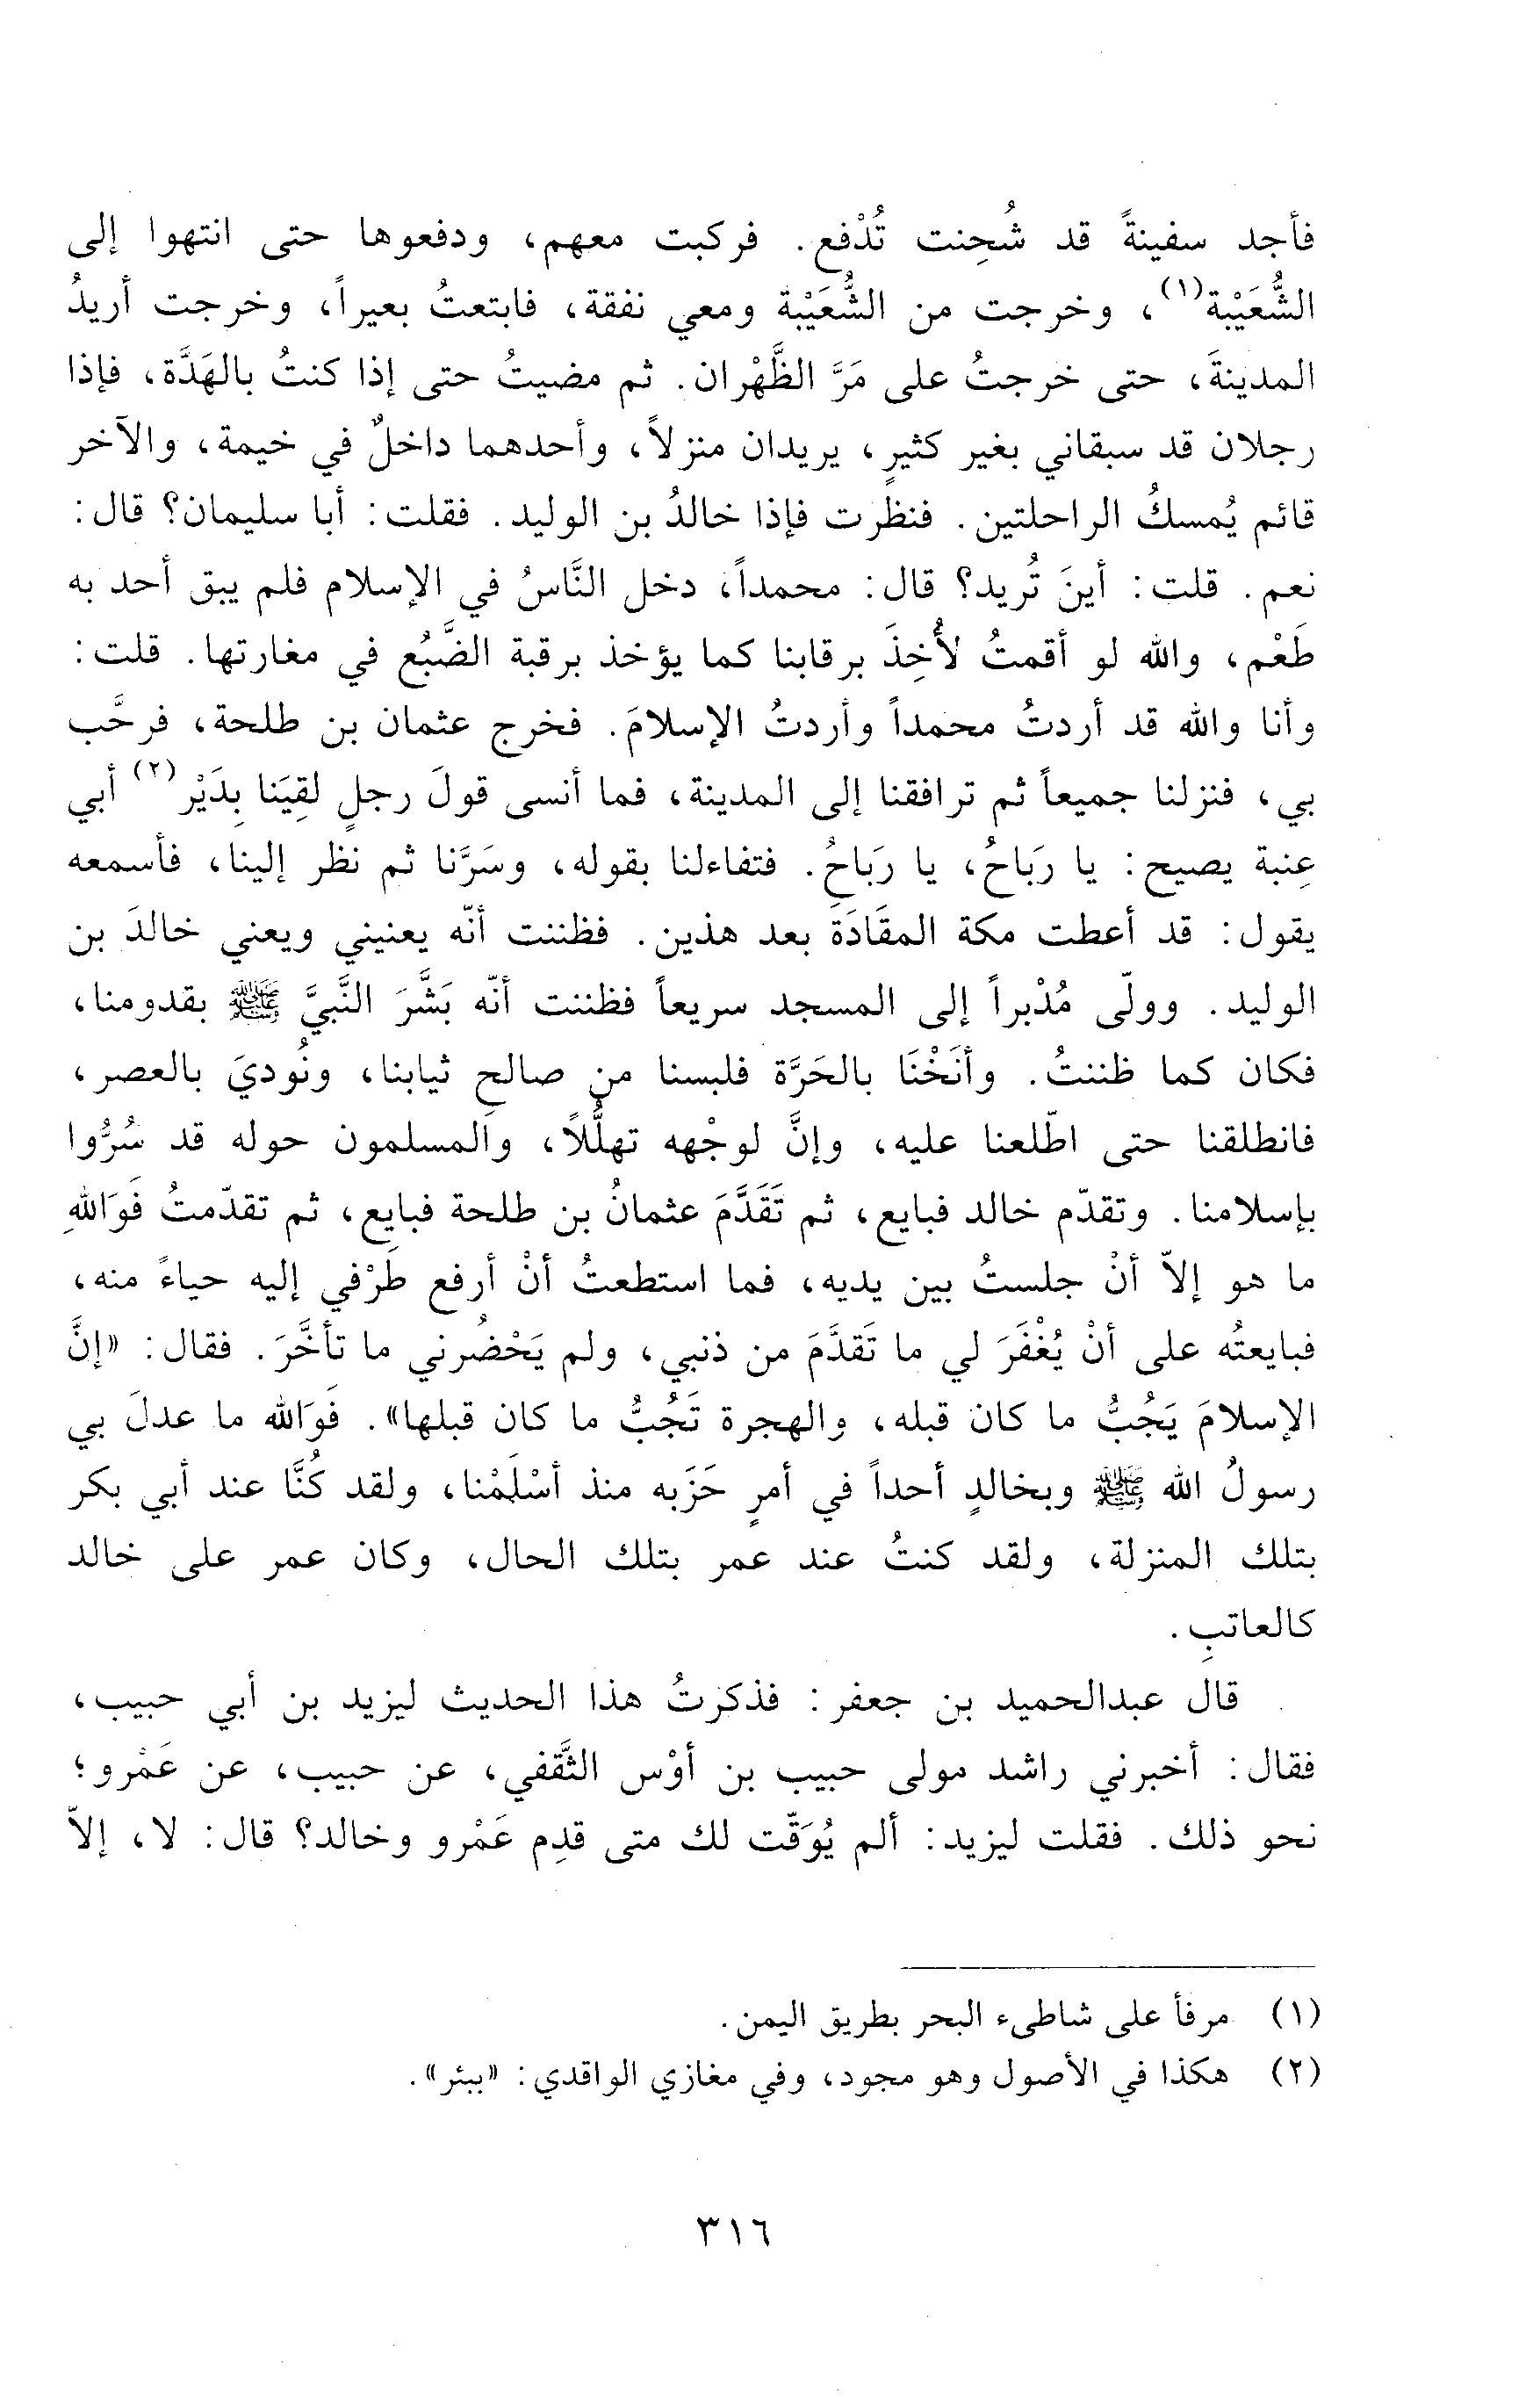 فأجد سفينةً قد شُحِنت تُدْفع. فركبت معهم، ودفعوها حتى انتهوا إلى
الشُّعَيْبة(١)، وخرجت من الشُّعَيْبة ومعي نفقة، فابتعتُ بعيراً، وخرجت أريدُ
المدينةَ، حتى خرجتُ على مَرَّ الظَّهْران. ثم مضيتُ حتى إذا كنتُ بالهَدَّة، فإذا
رجلان قد سبقاني بغير كثيرٍ، يريدان منزلاً، وأحدهما داخلٌ في خيمة، والآخر
قائم يُمسكُ الراحلتين. فنظرت فإذا خالدُ بن الوليد. فقلت: أبا سليمان؟ قال:
نعم. قلت: أينَ تُريد؟ قال: محمداً، دخل النَّاسُ في الإسلام فلم يبق أحد به
طَعْم، والله لو أقمتُ لأُخِذَ برقابنا كما يؤخذ برقبة الضَّبُع في مغارتها. قلت:
وأنا والله قد أردتُ محمداً وأردتُ الإسلامَ. فخرج عثمان بن طلحة، فرحَّب
بي، فنزلنا جميعاً ثم ترافقنا إلى المدينة، فما أنسى قولَ رجلٍ لقِيَنا بِدَيْر(٢) أبي
عِنبة يصيح: يا رَبَاحُ، يا رَبَاحُ. فتفاءلنا بقوله، وسَرَّنا ثم نظر إلينا، فأسمعه
يقول: قد أعطت مكة المقَادَةَ بعد هذين. فظننت أنّه يعنيني ويعني خالدَ بن
الوليد. وولّى مُدْبراً إلى المسجد سريعاً فظننت أنّه بَشَّرَ النَّبيَّ ﷺ بقدومنا،
فكان كما ظننتُ. وأنَخْنَا بالحَرَّة فلبسنا من صالحِ ثيابنا، ونُوديَ بالعصر،
فانطلقنا حتى اطّلعنا عليه، وإنَّ لوجْهه تهلُّلاً، والمسلمون حوله قد سُرُّوا
بإسلامنا. وتقدّم خالد فبايع، ثم تَقَدَّمَ عثمانُ بن طلحة فبايع، ثم تقدّمتُ فَوَاللهِ
ما هو إلاّ أنْ جلستُ بين يديه، فما استطعتُ أنْ أرفع طَرْفي إليه حياءً منه،
فبايعتُه على أنْ يُغْفَرَ لي ما تَقدَّمَ من ذنبي، ولم يَحْضُرني ما تأخَّرَ. فقال: «إنَّ
الإسلامَ يَجُبُّ ما كان قبله، والهجرة تَجُبُّ ما كان قبلها». فَوَالله ما عدلَ بي
رسولُ الله ﷺ وبخالدٍ أحداً في أمرٍ حَزَبه منذ أسْلَمْنا، ولقد كُنَّا عند أبي بكر
بتلك المنزلة، ولقد كنتُ عند عمر بتلك الحال، وكان عمر على خالد
كالعاتبِ.
قال عبدالحميد بن جعفر: فذكرتُ هذا الحديث ليزيد بن أبي حبيب،
فقال: أخبرني راشد مولى حبيب بن أوْس الثَّقفي، عن حبيب، عن عَمْرو؛
نحو ذلك. فقلت ليزيد: ألم يُوَقّت لك متى قدِم عَمْرو وخالد؟ قال: لا، إلاّ
(١) مرفأ على شاطىء البحر بطريق اليمن.
(٢) هكذا في الأصول وهو مجود، وفي مغازي الواقدي: «ببئر».
٣١٦